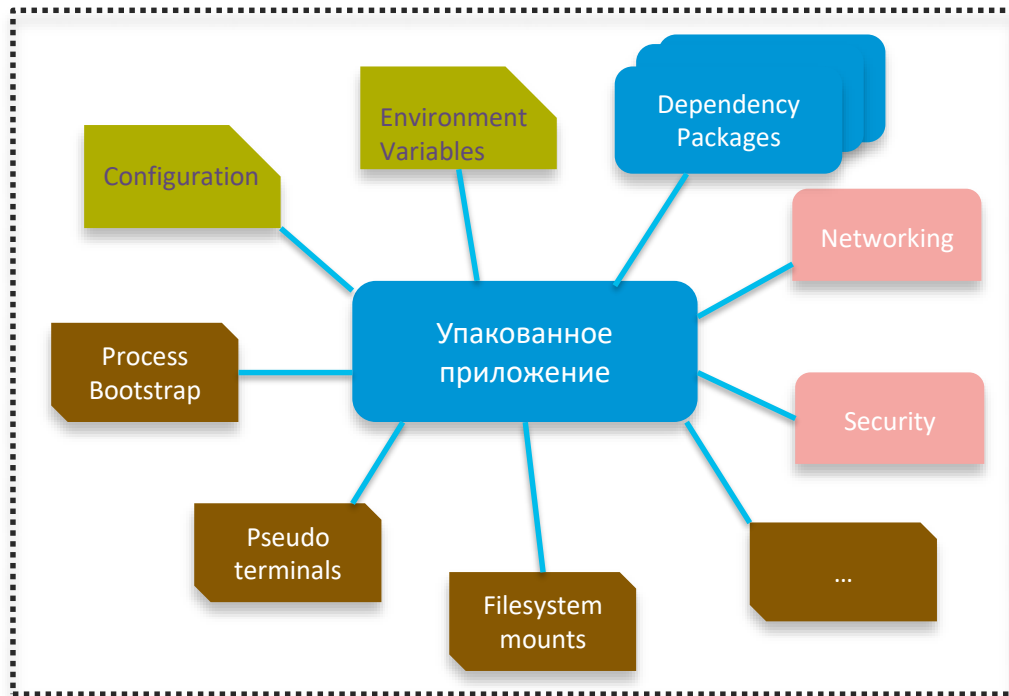 Environment
Variables
Dependency
Packages
Configuration
Networking
Упакованное
приложение
Process
Bootstrap
Security
Pseudo
terminals
Filesystem
mounts
...